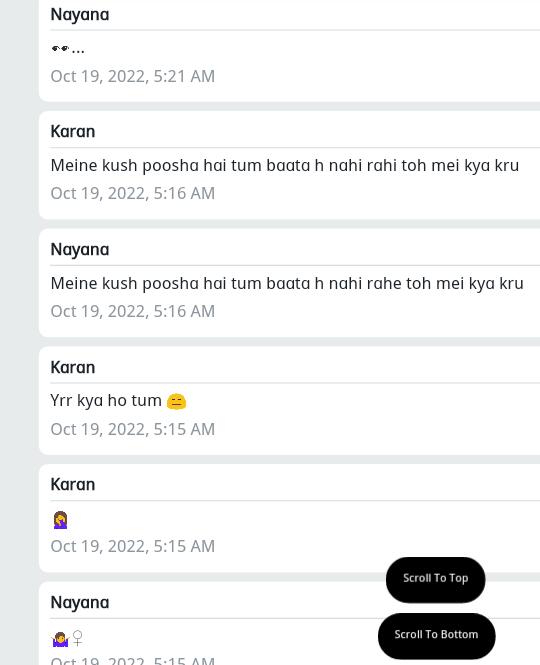 Nayana
👀...
Oct 19, 2022, 5:21 AM
Karan
Meine kush poosha hai tum baata h nahi rahi toh mei kya kru
Oct 19, 2022, 5:16 AM
Nayana
Meine kush poosha hai tum baata h nahi rahe toh mei kya kru
Oct 19, 2022, 5:16 AM
Karan
Yrr kya ho tum 😑
Oct 19, 2022, 5:15 AM
Karan
🤦‍♀
Oct 19, 2022, 5:15 AM
Nayana
🤷♀
Oct 19, 2022, 5:15 AM
Scroll To Top
Scroll To Bottom